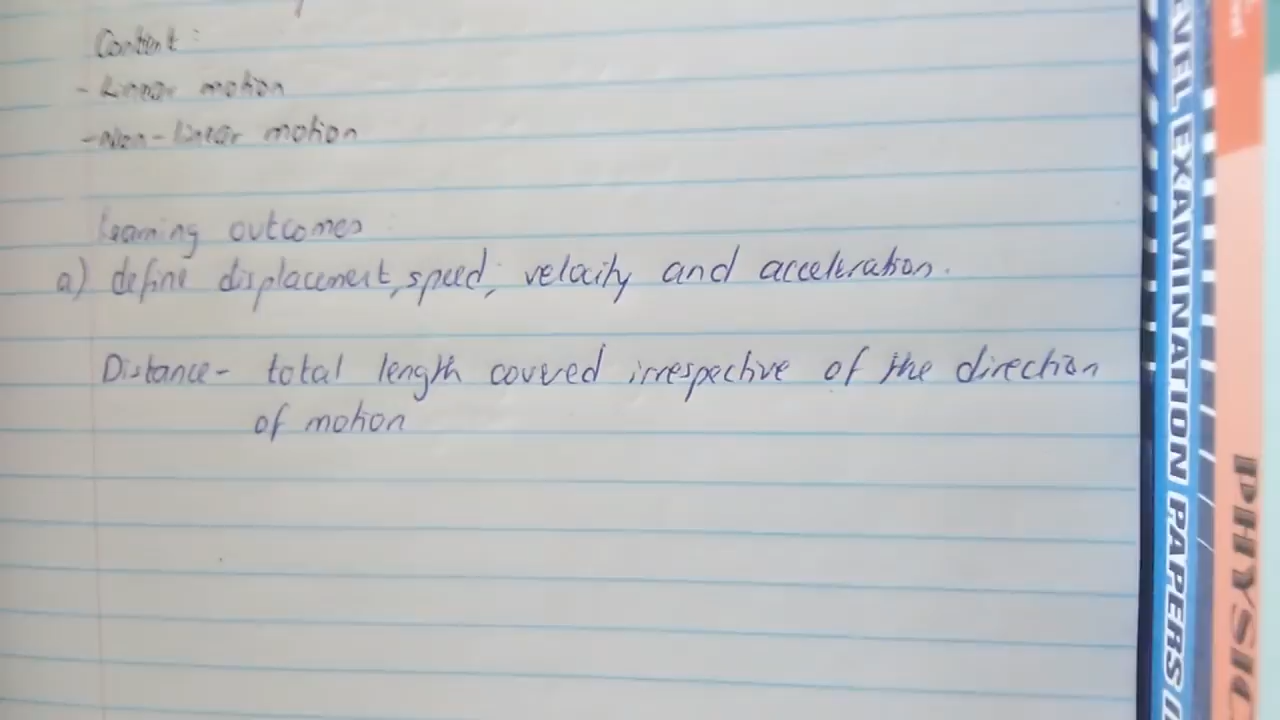 Content:
- Linear motion
- Non-linear motion
Learning outcomes
a) define displacement, speed, velocity and acceleration.
Distance - total length covered irrespective of the direction
of motion
EVEL EXAMINATION PAPERS
PHYSIC